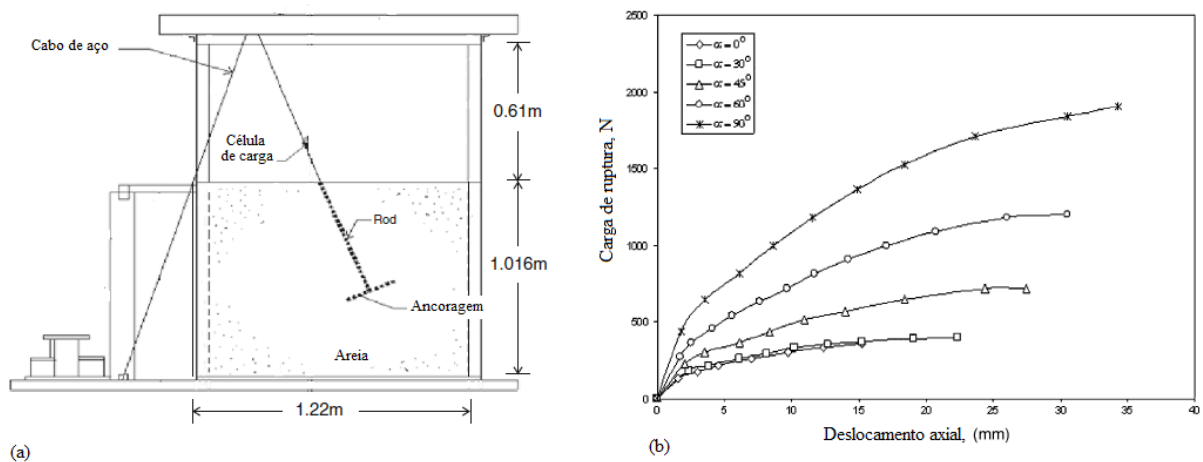 Cabo de aço
Célula
de carga
Rod
Ancoragem
Areia
0.61m
1.016m
1.22m
(a)
(b)
2500
2000
1500
1000
500
0
Carga de ruptura, N
α = 0°
α = 30°
α = 45°
α = 60°
α = 90°
0 5 10 15 20 25 30 35 40
Deslocamento axial, (mm)